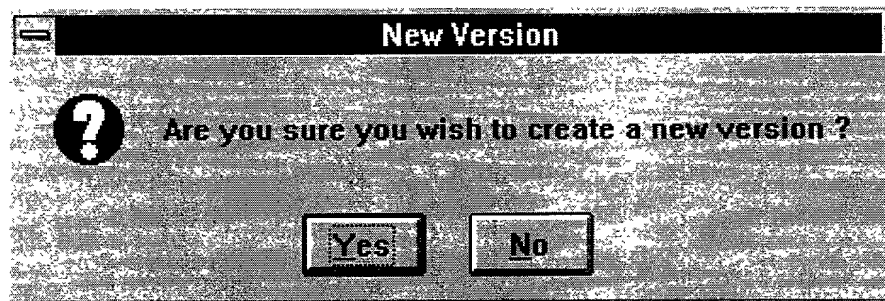 New Version
Are you sure you wish to create a new version ?
Yes
No